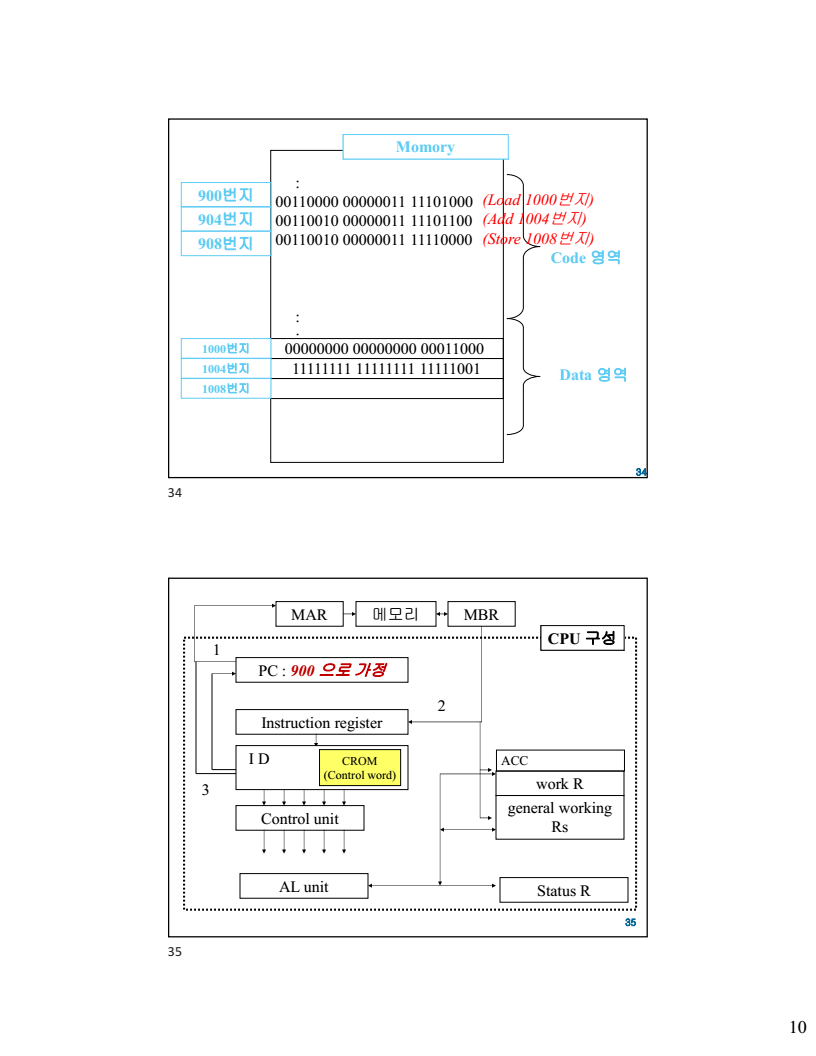 Momory
:
900번지
00110000 00000011 11101000 (Load 1000번지)
904번지
00110010 00000011 11101100 (Add 1004번지)
908번지
00110010 00000011 11110000 (Store 1008번지)
Code 영역
:
.
1000번지
00000000 00000000 00011000
1004번지
11111111 11111111 11111001
1008번지
Data 영역
34
34
MAR
메모리
MBR
CPU 구성
1
PC : 900 으로 가정
2
Instruction register
I D
CROM
(Control word)
ACC
work R
3
general working
Rs
Control unit
AL unit
Status R
35
35
10